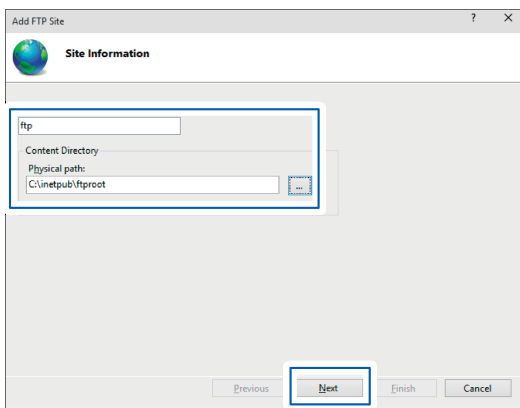 Add FTP Site
? X
Site Information
ftp
Content Directory
Physical path:
C:\inetpub\ftproot
...
Previous Next Finish Cancel